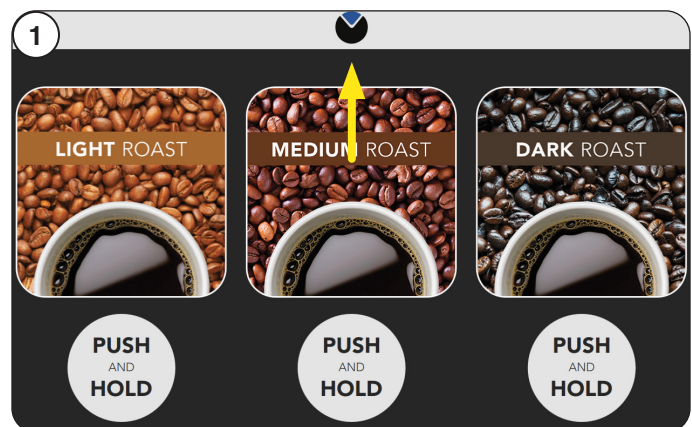 1
LIGHT ROAST
MEDIUM ROAST
DARK ROAST
PUSH
AND
HOLD
PUSH
AND
HOLD
PUSH
AND
HOLD